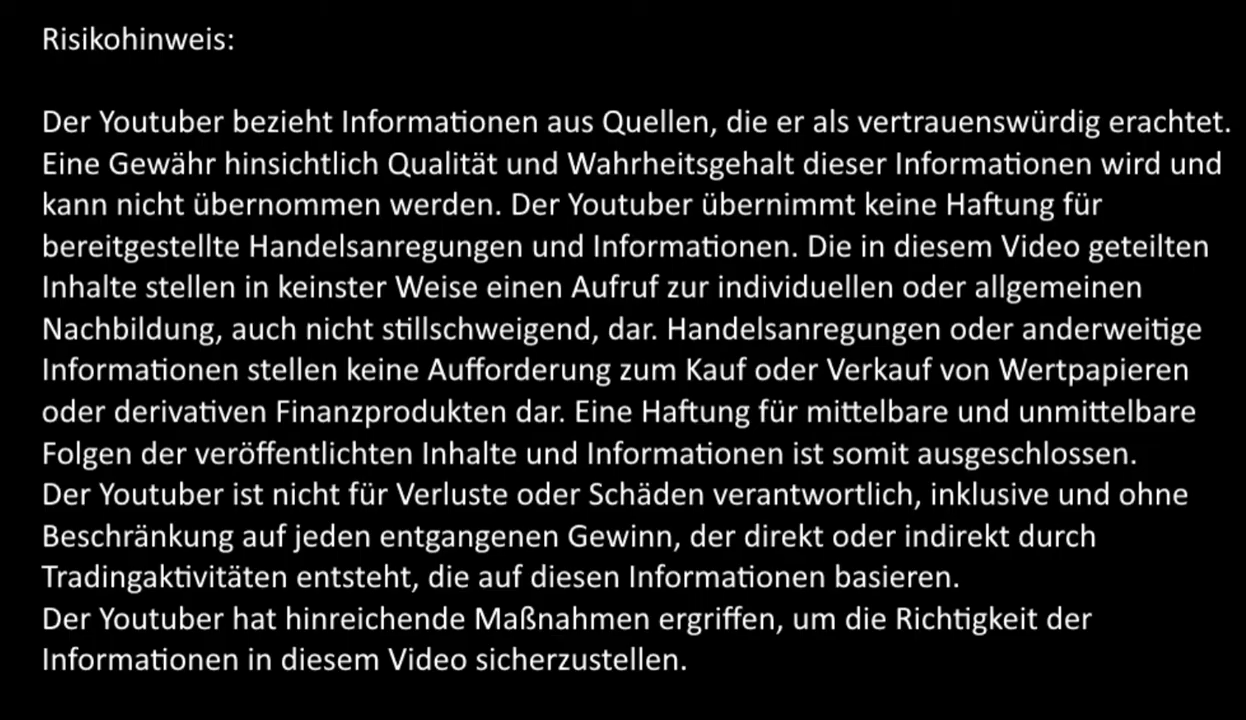 Risikohinweis:
Der Youtuber bezieht Informationen aus Quellen, die er als vertrauenswürdig erachtet.
Eine Gewähr hinsichtlich Qualität und Wahrheitsgehalt dieser Informationen wird und
kann nicht übernommen werden. Der Youtuber übernimmt keine Haftung für
bereitgestellte Handelsanregungen und Informationen. Die in diesem Video geteilten
Inhalte stellen in keinster Weise einen Aufruf zur individuellen oder allgemeinen
Nachbildung, auch nicht stillschweigend, dar. Handelsanregungen oder anderweitige
Informationen stellen keine Aufforderung zum Kauf oder Verkauf von Wertpapieren
oder derivativen Finanzprodukten dar. Eine Haftung für mittelbare und unmittelbare
Folgen der veröffentlichten Inhalte und Informationen ist somit ausgeschlossen.
Der Youtuber ist nicht für Verluste oder Schäden verantwortlich, inklusive und ohne
Beschränkung auf jeden entgangenen Gewinn, der direkt oder indirekt durch
Tradingaktivitäten entsteht, die auf diesen Informationen basieren.
Der Youtuber hat hinreichende Maßnahmen ergriffen, um die Richtigkeit der
Informationen in diesem Video sicherzustellen.